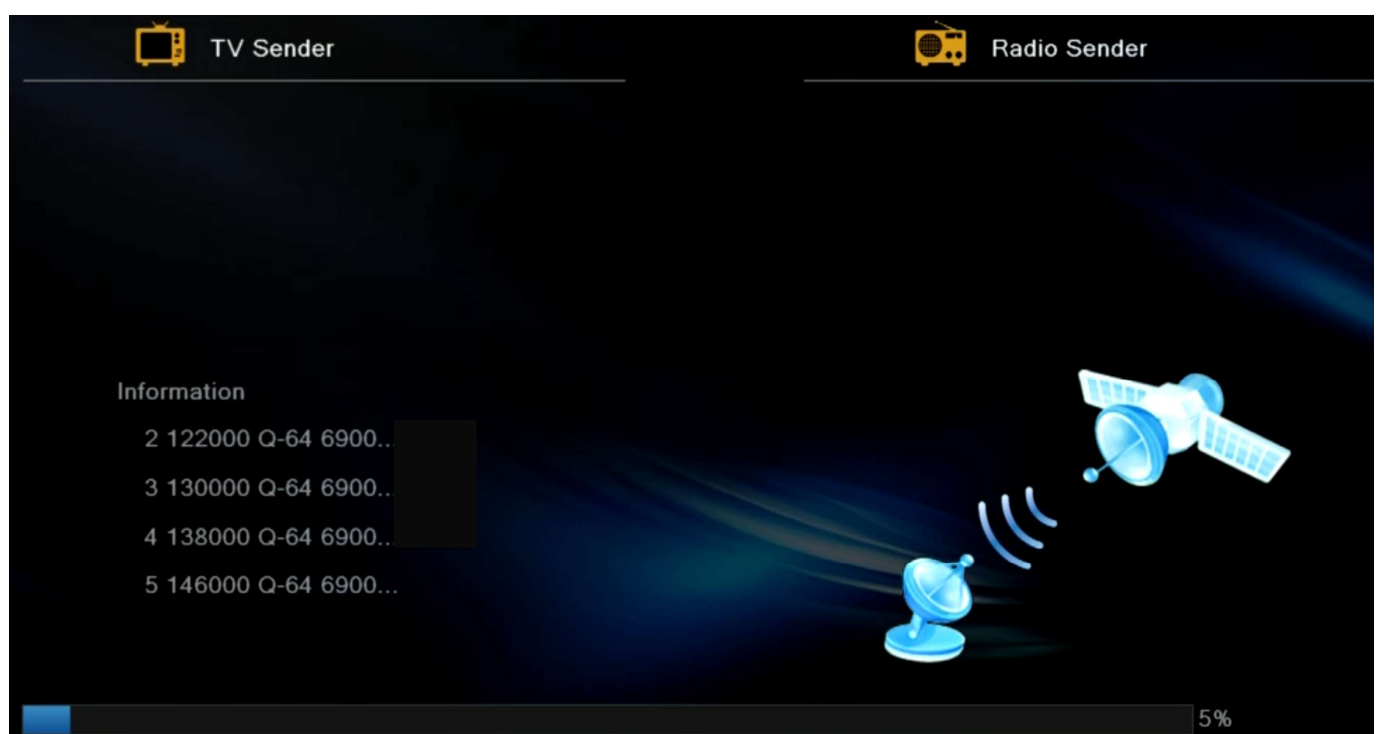 TV Sender
Radio Sender
Information
2 122000 Q-64 6900...
3 130000 Q-64 6900...
4 138000 Q-64 6900...
5 146000 Q-64 6900...
5%